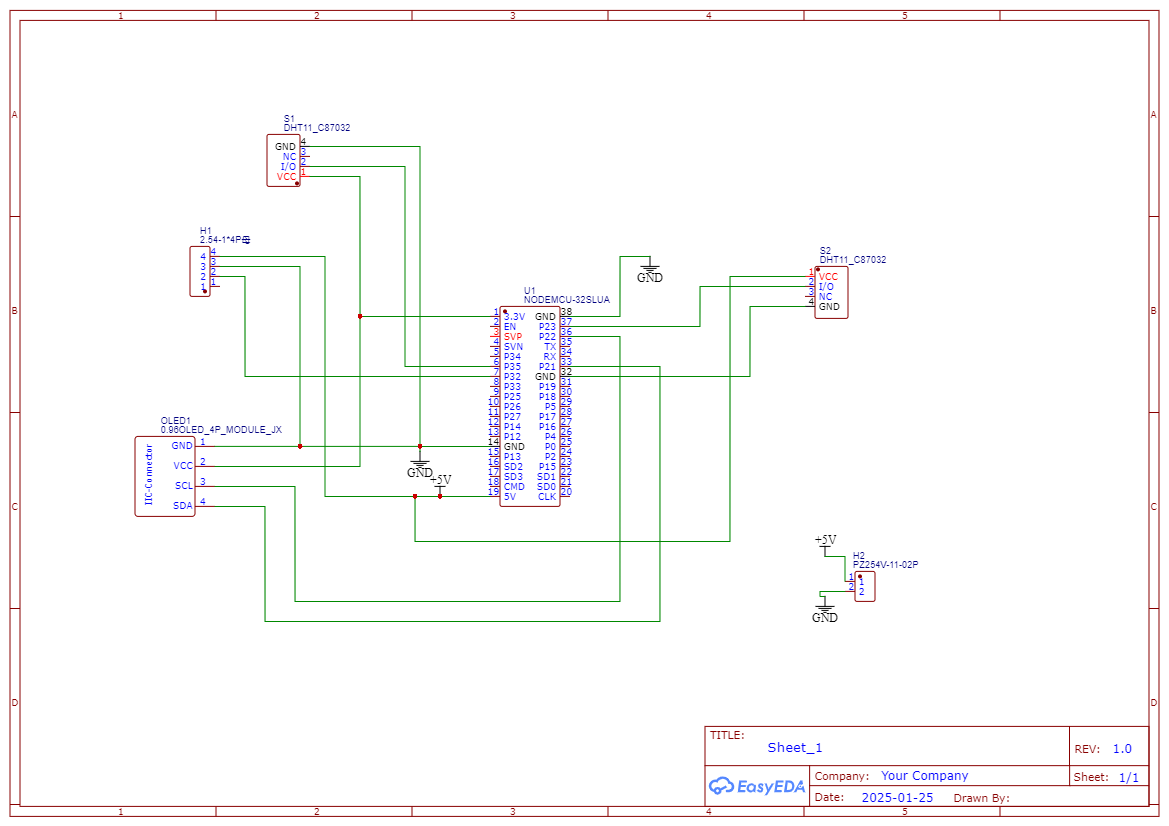 1 2 3 4 5
A A
S1
DHT11_C87032
GND 4
NC 3
I/O 2
VCC 1
H1
2.54-1*4P母
4 4
3 3
2 2
1 1
S2
DHT11_C87032
1 VCC
2 I/O
3 NC
4 GND
GND
B B
U1
NODEMCU-32SLUA
1 3.3V GND 38
2 EN P23 37
3 SVP P22 36
4 SVN TX 35
5 P34 RX 34
6 P35 P21 33
7 P32 GND 32
8 P33 P19 31
9 P25 P18 30
10 P26 P5 29
11 P27 P17 28
12 P14 P16 27
13 P12 P4 26
14 GND P0 25
15 P13 P2 24
16 SD2 P15 23
17 SD3 SD1 22
18 CMD SD0 21
19 5V CLK 20
OLED1
0.96OLED_4P_MODULE_JX
IIC-Connector
GND 1
VCC 2
SCL 3
SDA 4
GND
+5V
C C
+5V
H2
PZ254V-11-02P
1 1
2 2
GND
D D
TITLE:
Sheet_1
REV: 1.0
EasyEDA
Company: Your Company
Sheet: 1/1
Date: 2025-01-25 Drawn By:
1 2 3 4 5